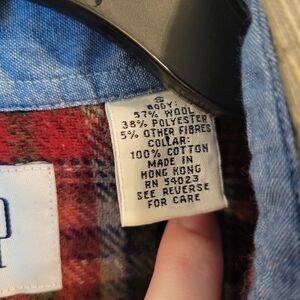 S
BODY:
57% WOOL
38% POLYESTER
5% OTHER FIBRES
COLLAR:
100% COTTON
MADE IN
HONG KONG
RN 54023
SEE REVERSE
FOR CARE